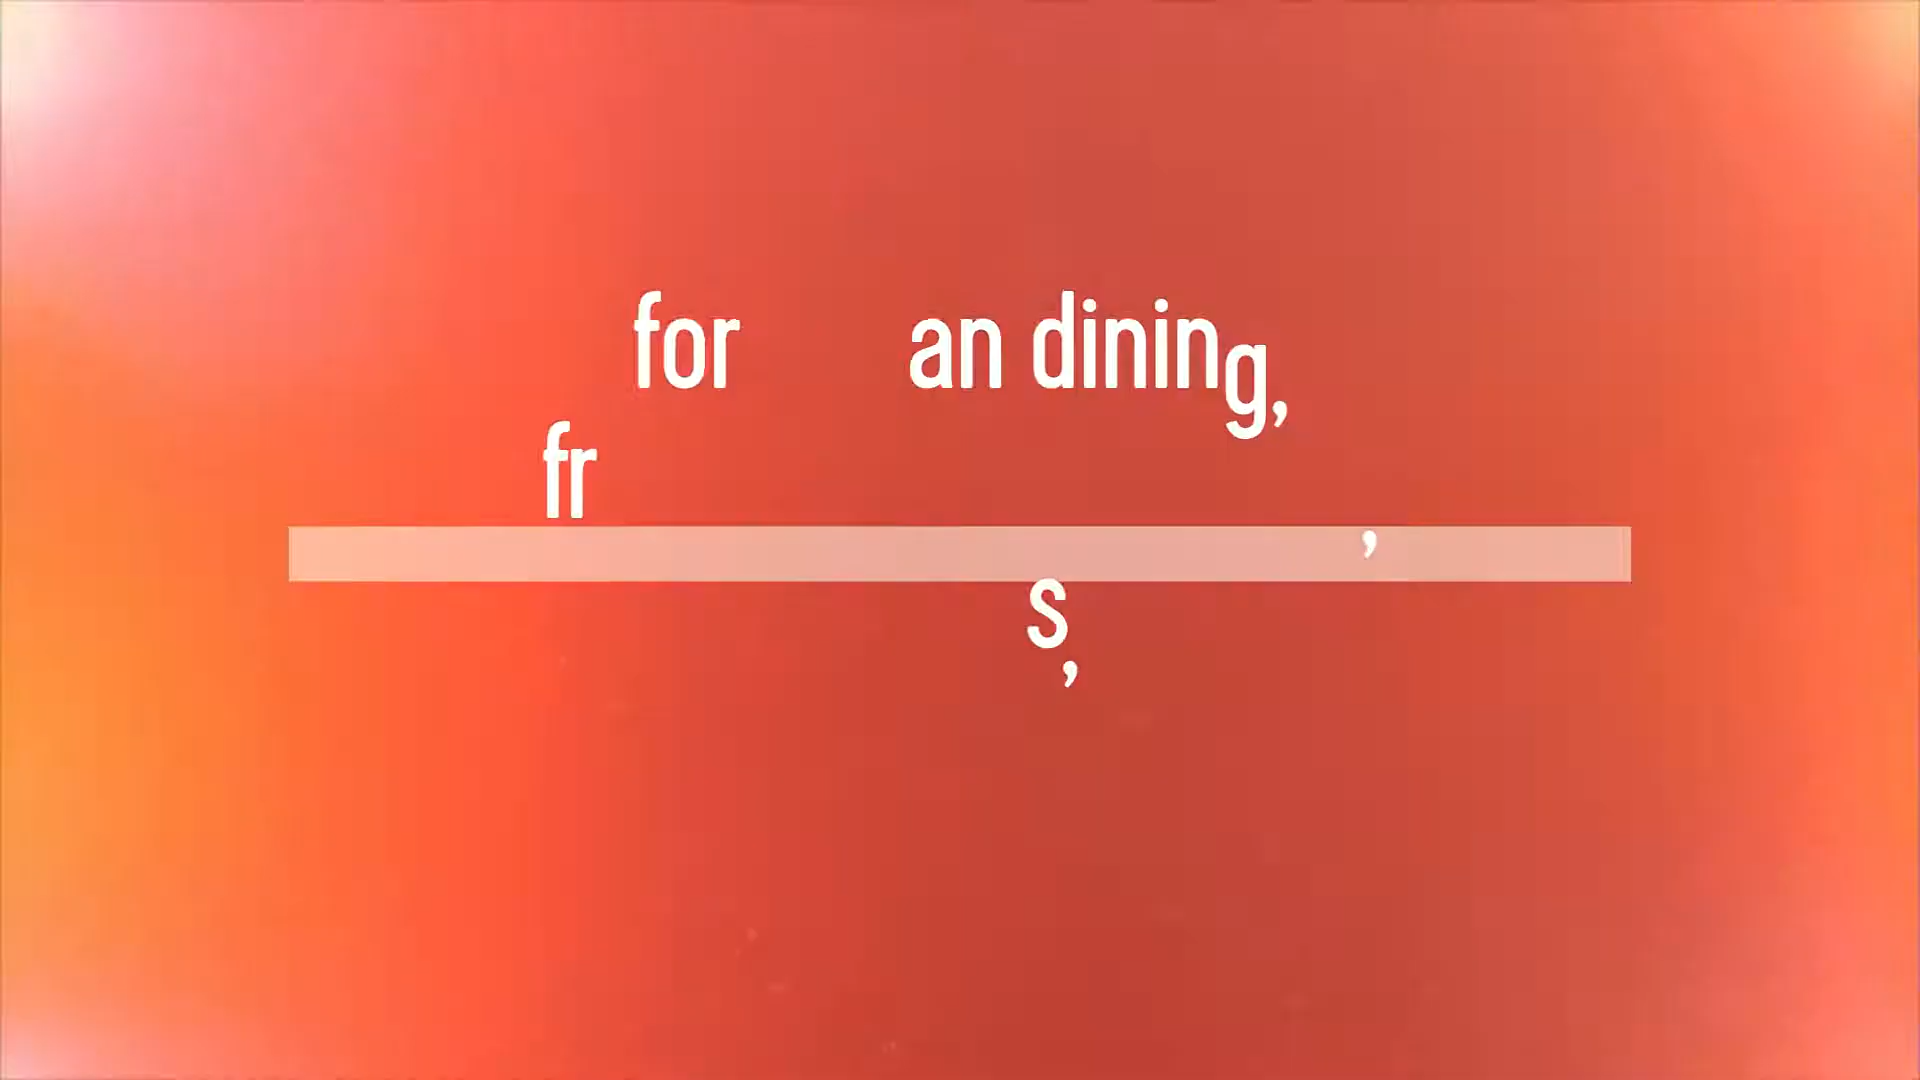 for an dining,
fr ,
s,